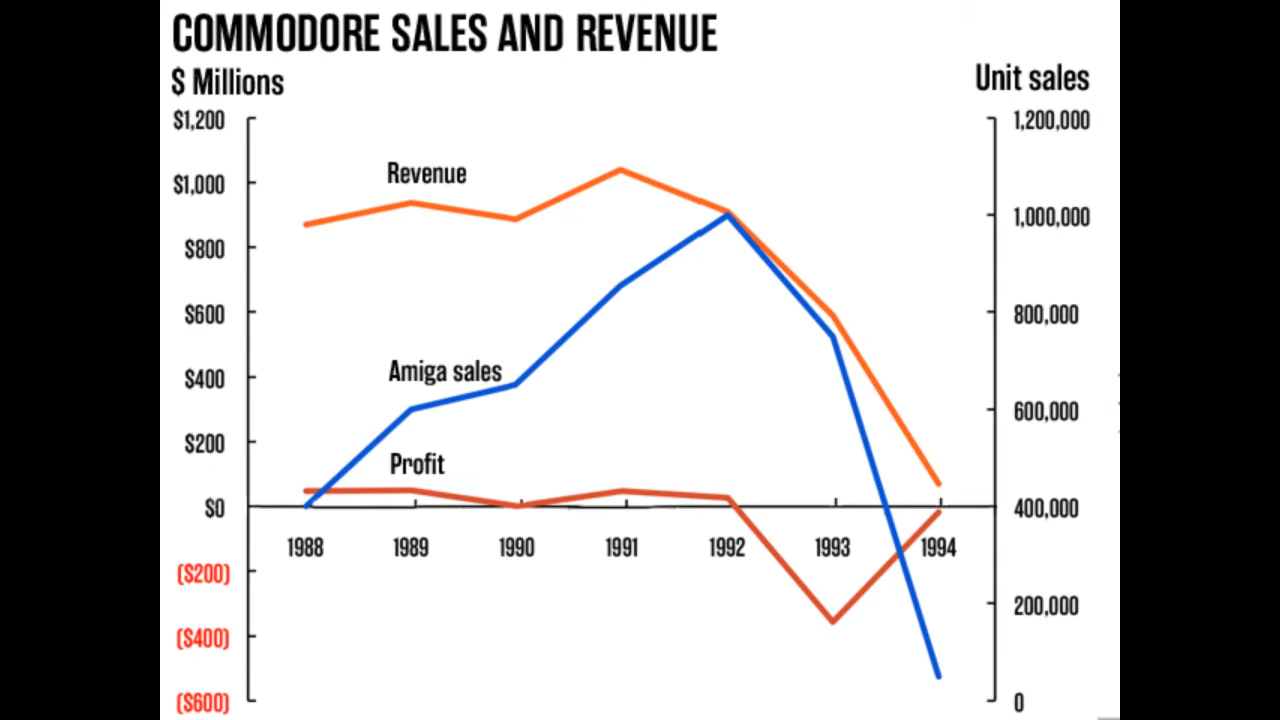 COMMODORE SALES AND REVENUE
$ Millions
Unit sales
$1,200
$1,000
$800
$600
$400
$200
$0
($200)
($400)
($600)
Revenue
Amiga sales
Profit
1988 1989 1990 1991 1992 1993 1994
1,200,000
1,000,000
800,000
600,000
400,000
200,000
0